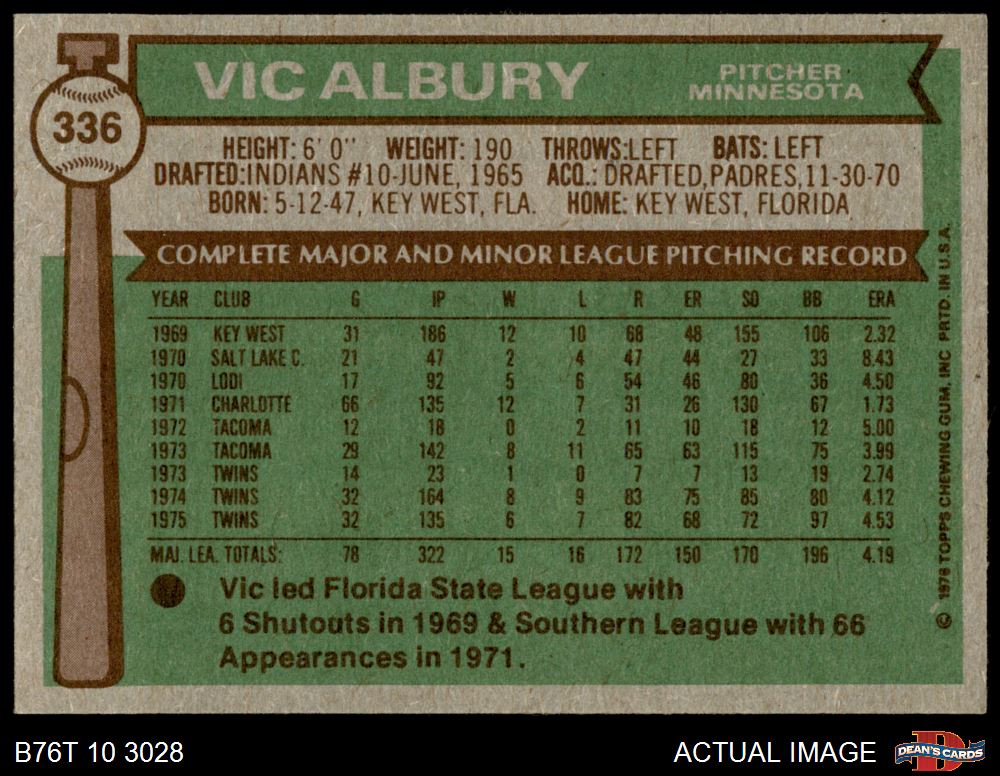 336
VIC ALBURY
PITCHER
MINNESOTA
HEIGHT: 6' 0" WEIGHT: 190 THROWS:LEFT BATS: LEFT
DRAFTED:INDIANS #10-JUNE, 1965 ACQ.: DRAFTED,PADRES,11-30-70
BORN: 5-12-47, KEY WEST, FLA. HOME: KEY WEST, FLORIDA
COMPLETE MAJOR AND MINOR LEAGUE PITCHING RECORD
YEAR CLUB G IP W L R ER SO BB ERA
1969 KEY WEST 31 186 12 10 68 48 155 106 2.32
1970 SALT LAKE C. 21 47 2 4 47 44 27 33 8.43
1970 LODI 17 92 5 6 54 46 80 36 4.50
1971 CHARLOTTE 66 135 12 7 31 26 130 67 1.73
1972 TACOMA 12 18 0 2 11 10 18 12 5.00
1973 TACOMA 29 142 8 11 65 63 115 75 3.99
1973 TWINS 14 23 1 0 7 7 13 19 2.74
1974 TWINS 32 164 8 9 83 75 85 80 4.12
1975 TWINS 32 135 6 7 82 68 72 97 4.53
MAJ. LEA. TOTALS: 78 322 15 16 172 150 170 196 4.19
Vic led Florida State League with
6 Shutouts in 1969 & Southern League with 66
Appearances in 1971.
© 1976 TOPPS CHEWING GUM, INC PRTD. IN U.S.A.
B76T 10 3028
ACTUAL IMAGE
DEAN'S CARDS